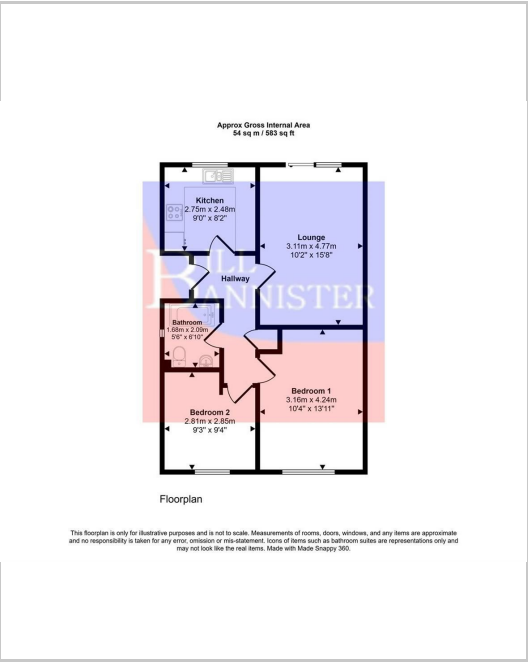 Approx Gross Internal Area
54 sq m / 583 sq ft
Kitchen
2.75m x 2.48m
9'0" x 8'2"
Lounge
3.11m x 4.77m
10'2" x 15'8"
Hallway
BILL
BANNISTER
Bathroom
1.68m x 2.09m
5'6" x 6'10"
Bedroom 1
3.16m x 4.24m
10'4" x 13'11"
Bedroom 2
2.81m x 2.85m
9'3" x 9'4"
Floorplan
This floorplan is only for illustrative purposes and is not to scale. Measurements of rooms, doors, windows, and any items are approximate
and no responsibility is taken for any error, omission or mis-statement. Icons of items such as bathroom suites are representations only and
may not look like the real items. Made with Made Snappy 360.